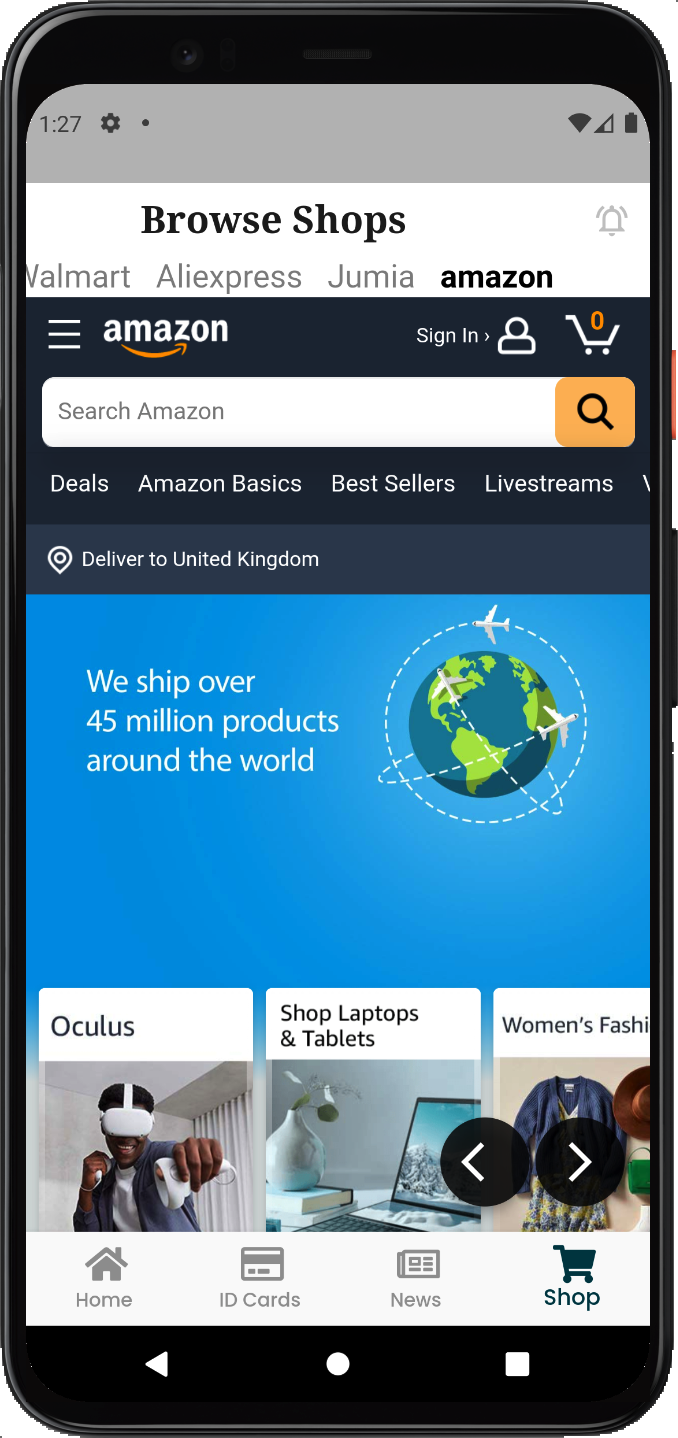 1:27
Browse Shops
Walmart Aliexpress Jumia amazon
amazon Sign In › 0
Search Amazon
Deals Amazon Basics Best Sellers Livestreams
Deliver to United Kingdom
We ship over
45 million products
around the world
Oculus
Shop Laptops
& Tablets
Women’s Fashi
Home ID Cards News Shop